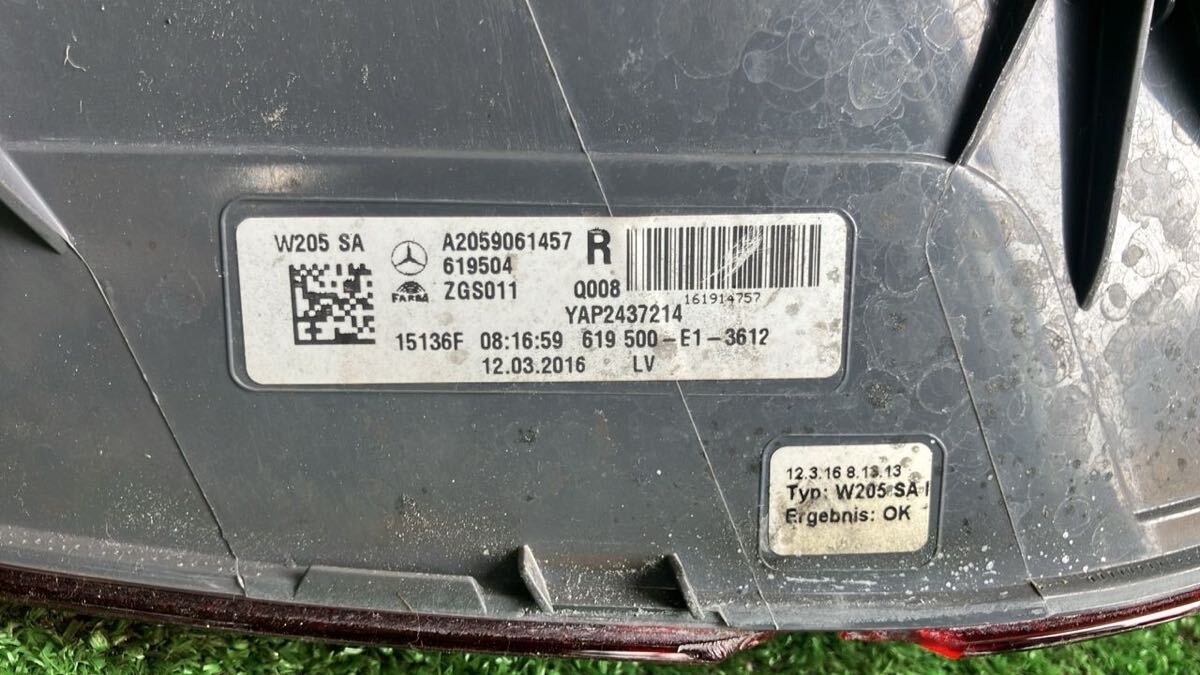 W205 SA
A2059061457 R
619504
FARBA ZGS011 Q008
161914757
YAP2437214
15136F 08:16:59 619 500-E1-3612
12.03.2016 LV
12.3.16 8.13.13
Typ: W205 SA
Ergebnis: OK